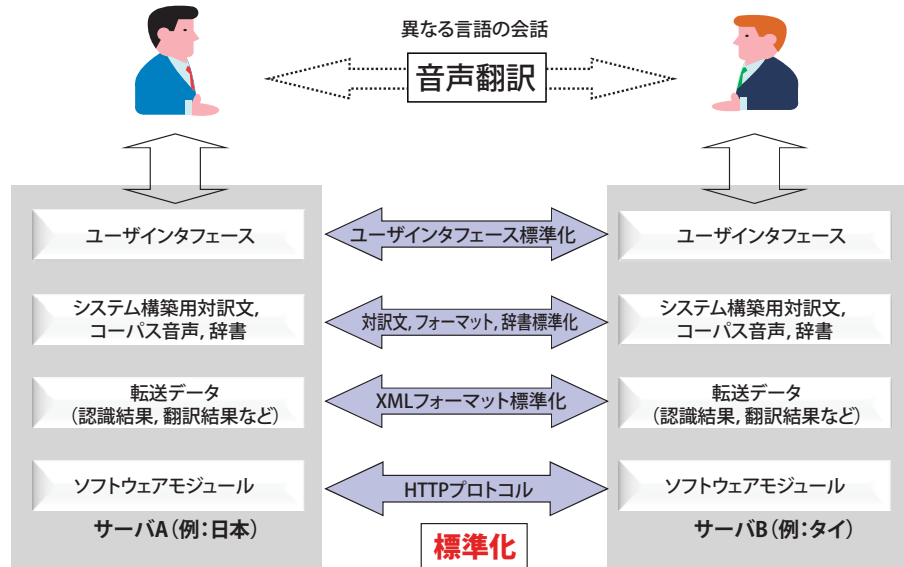 異なる言語の会話
音声翻訳
ユーザインタフェース
ユーザインタフェース標準化
ユーザインタフェース
システム構築用対訳文,
コーパス音声, 辞書
対訳文, フォーマット, 辞書標準化
システム構築用対訳文,
コーパス音声, 辞書
転送データ
(認識結果, 翻訳結果など)
XMLフォーマット標準化
転送データ
(認識結果, 翻訳結果など)
ソフトウェアモジュール
HTTPプロトコル
ソフトウェアモジュール
サーバA(例:日本)
標準化
サーバB(例:タイ)